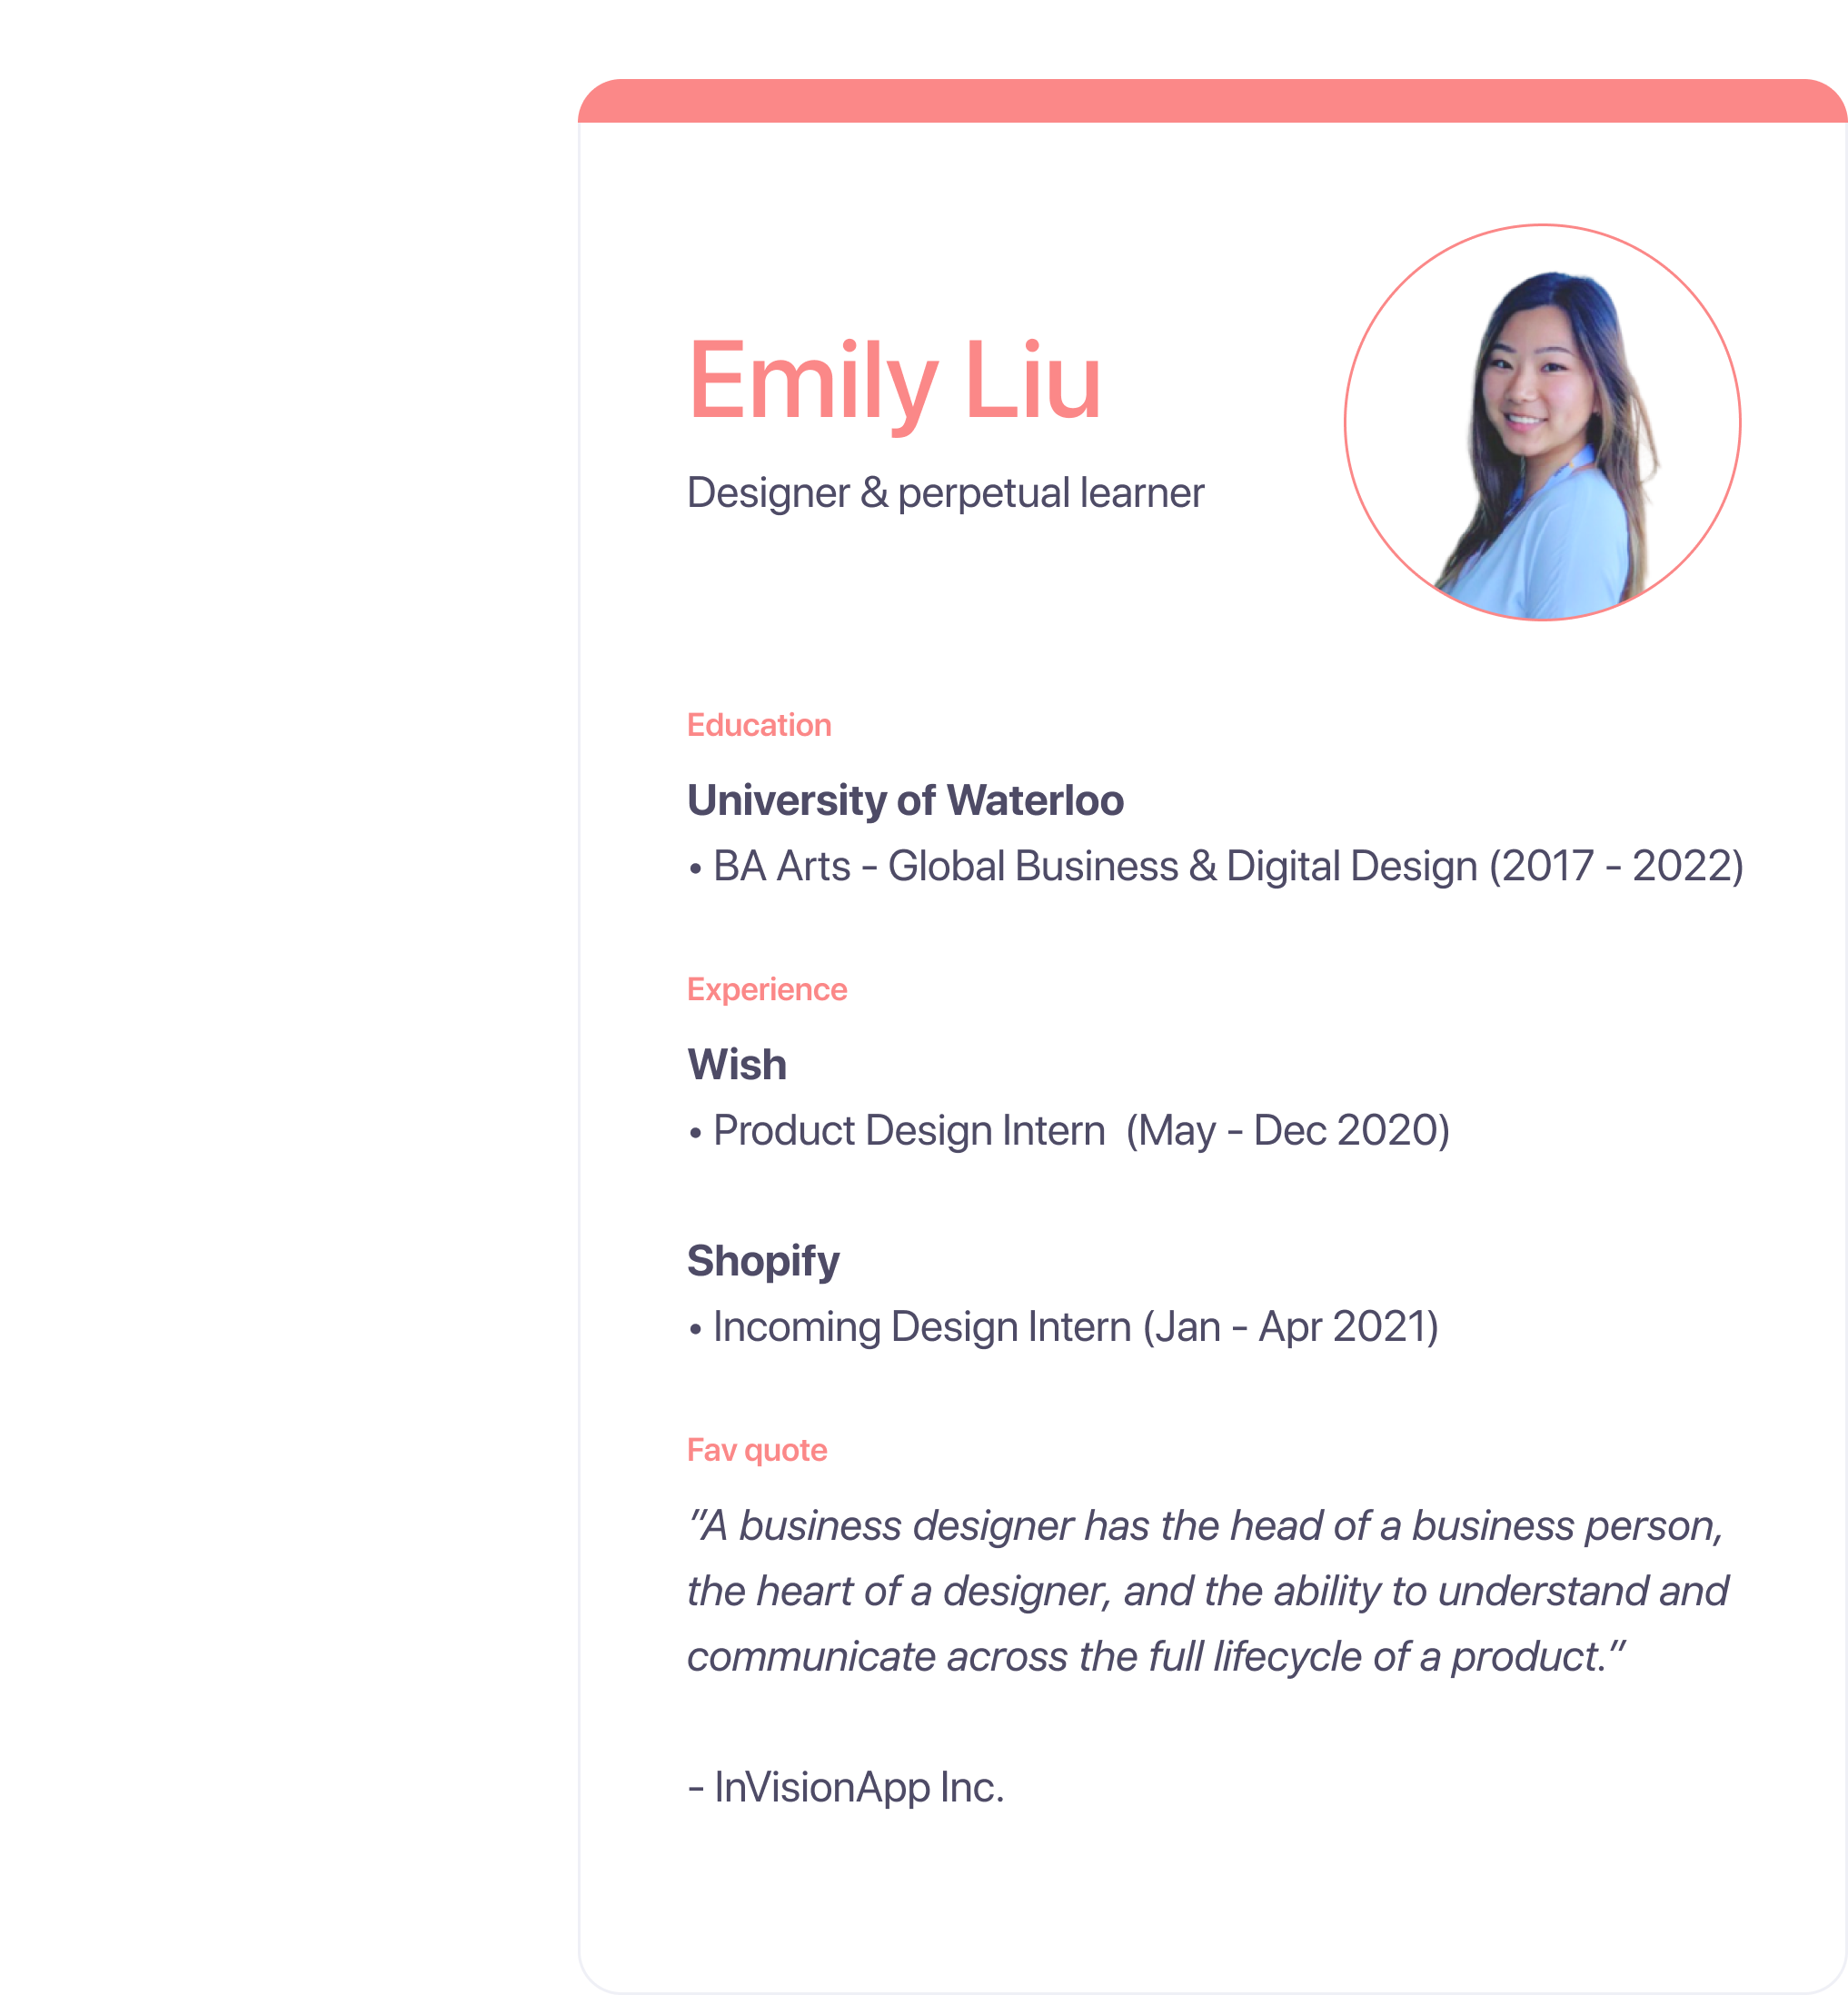 Emily Liu
Designer & perpetual learner
Education
University of Waterloo
• BA Arts - Global Business & Digital Design (2017 - 2022)
Experience
Wish
• Product Design Intern  (May - Dec 2020)
Shopify
• Incoming Design Intern (Jan - Apr 2021)
Fav quote
"A business designer has the head of a business person,
the heart of a designer, and the ability to understand and
communicate across the full lifecycle of a product."
- InVisionApp Inc.